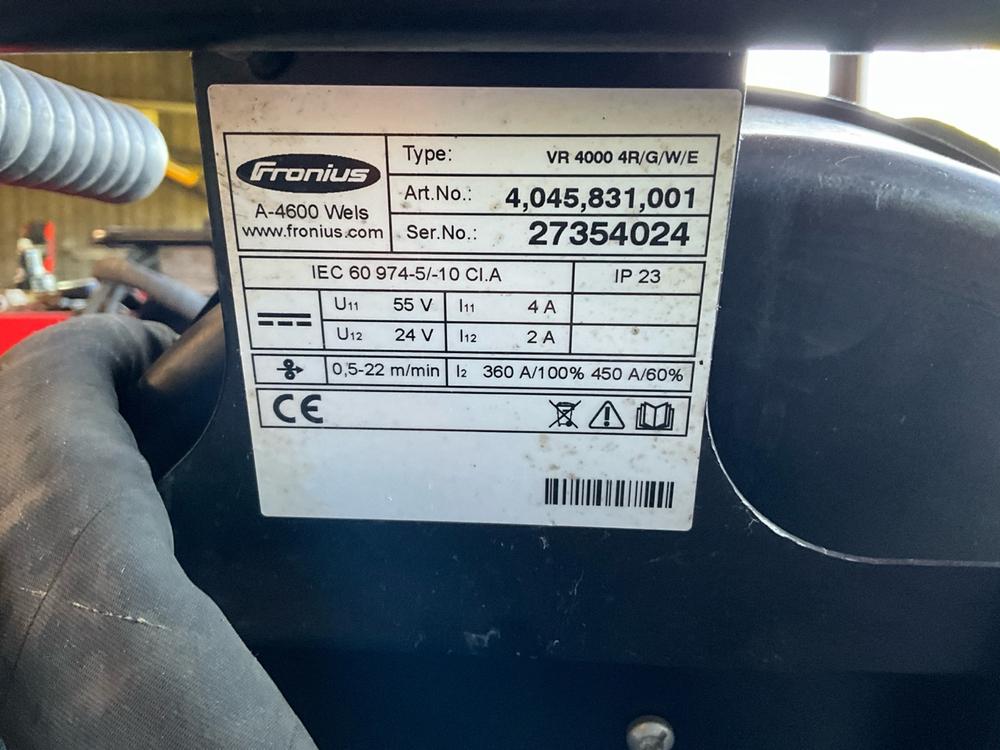 Fronius
A-4600 Wels
www.fronius.com
Type: VR 4000 4R/G/W/E
Art.No.: 4,045,831,001
Ser.No.: 27354024
IEC 60 974-5/-10 Cl.A IP 23
U11 55 V I11 4 A
U12 24 V I12 2 A
0,5-22 m/min I2 360 A/100% 450 A/60%
CE